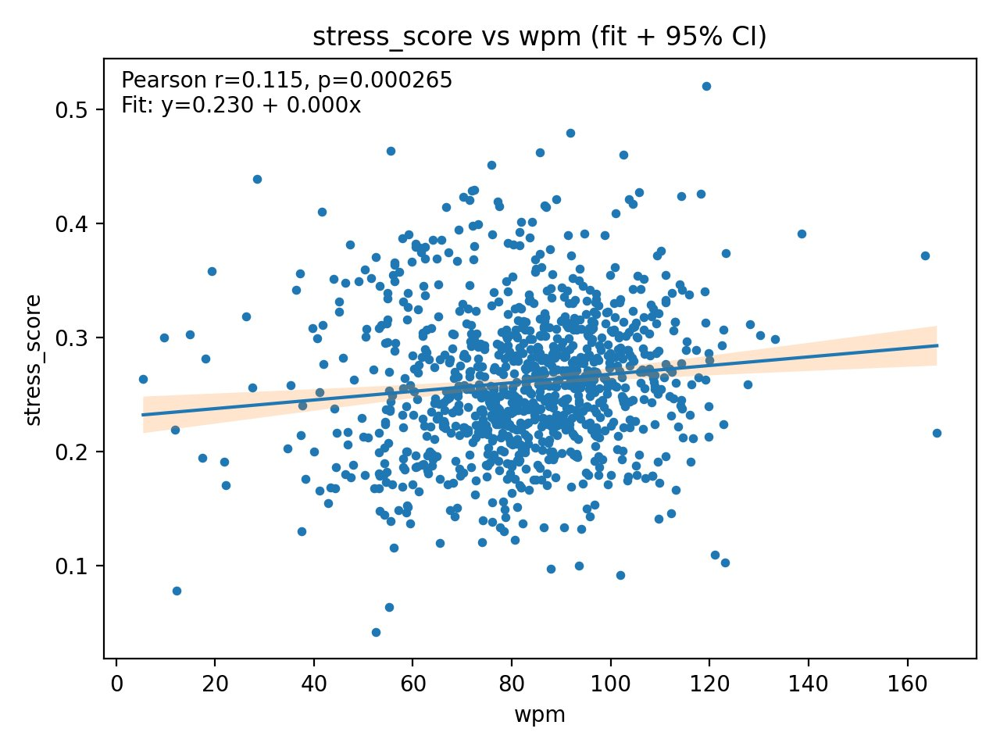 stress_score vs wpm (fit + 95% CI)
Pearson r=0.115, p=0.000265
Fit: y=0.230 + 0.000x
0.5
0.4
0.3
0.2
0.1
stress_score
0 20 40 60 80 100 120 140 160
wpm